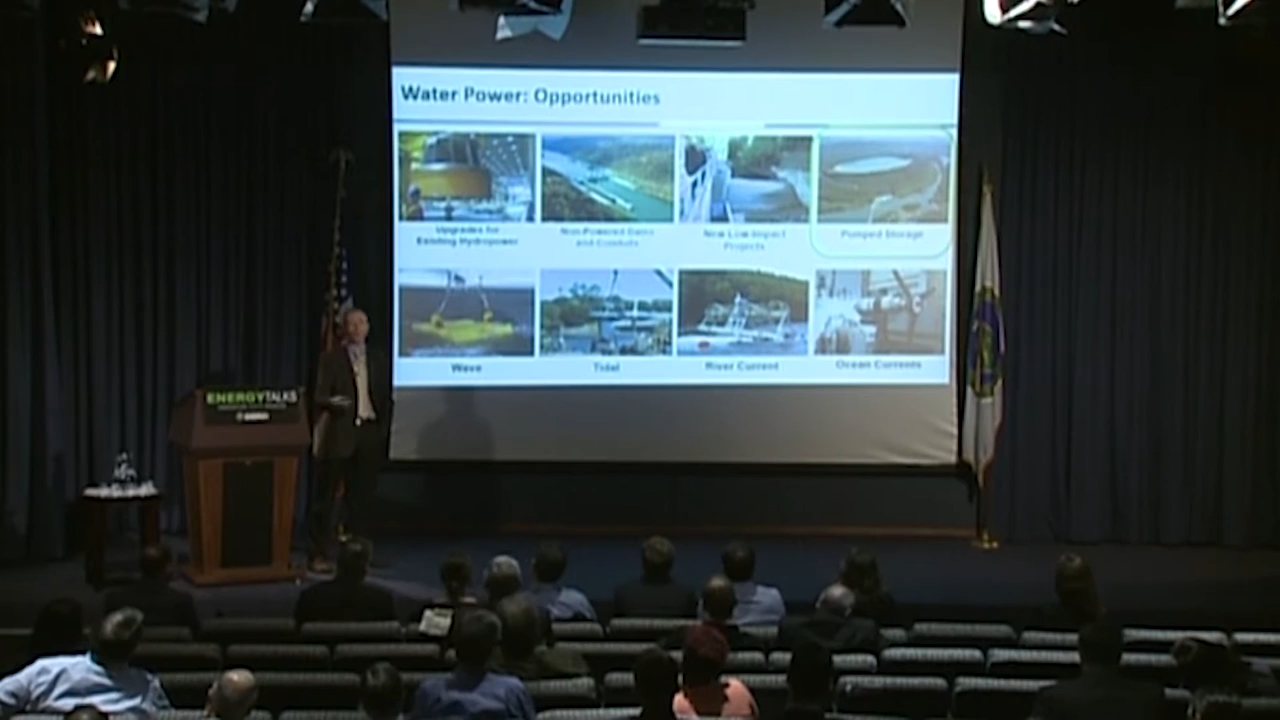 Water Power: Opportunities
Upgrades for
Existing Hydropower
Non-Powered Dams
and Conduits
New Low-Impact
Projects
Pumped Storage
Wave
Tidal
River Current
Ocean Currents
ENERGYTALKS